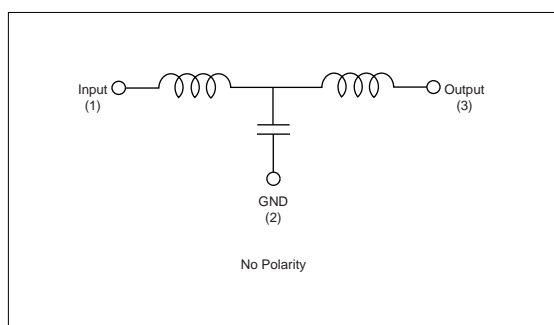 Input
(1)
Output
(3)
GND
(2)
No Polarity